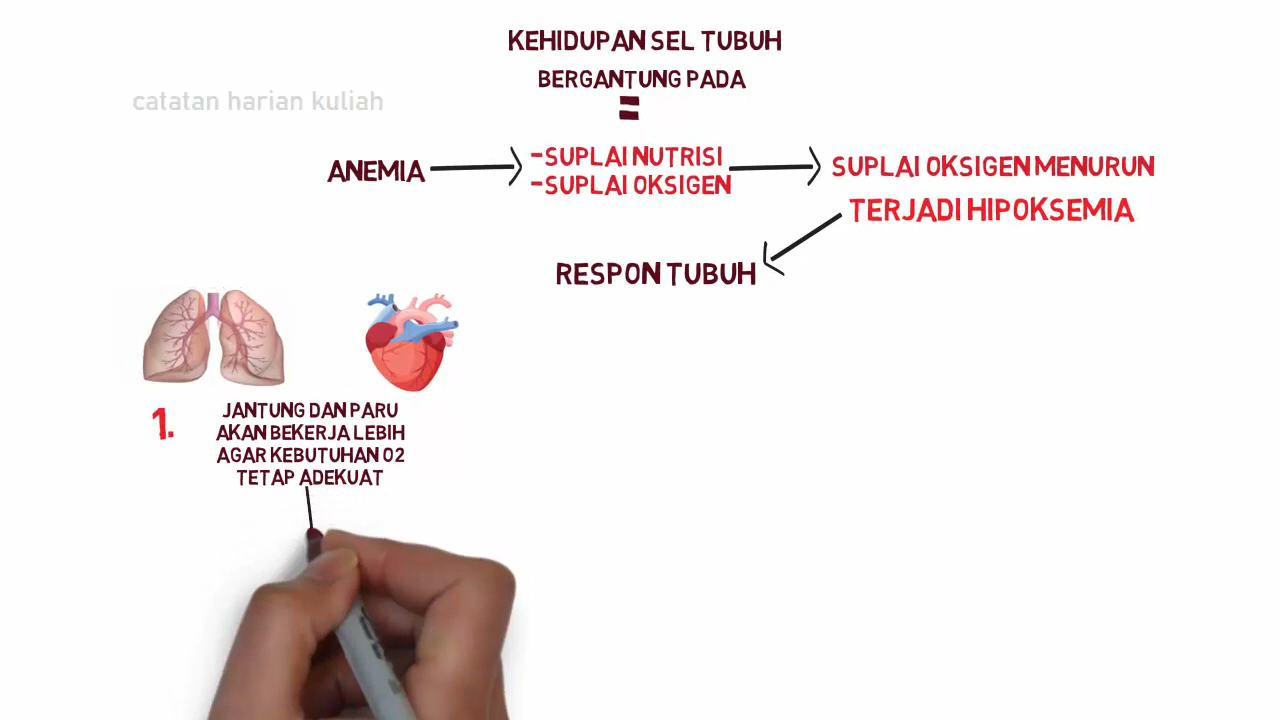 KEHIDUPAN SEL TUBUH
BERGANTUNG PADA
=
catatan harian kuliah
ANEMIA
-SUPLAI NUTRISI
-SUPLAI OKSIGEN
SUPLAI OKSIGEN MENURUN
TERJADI HIPOKSEMIA
RESPON TUBUH
1.
JANTUNG DAN PARU
AKAN BEKERJA LEBIH
AGAR KEBUTUHAN O2
TETAP ADEKUAT